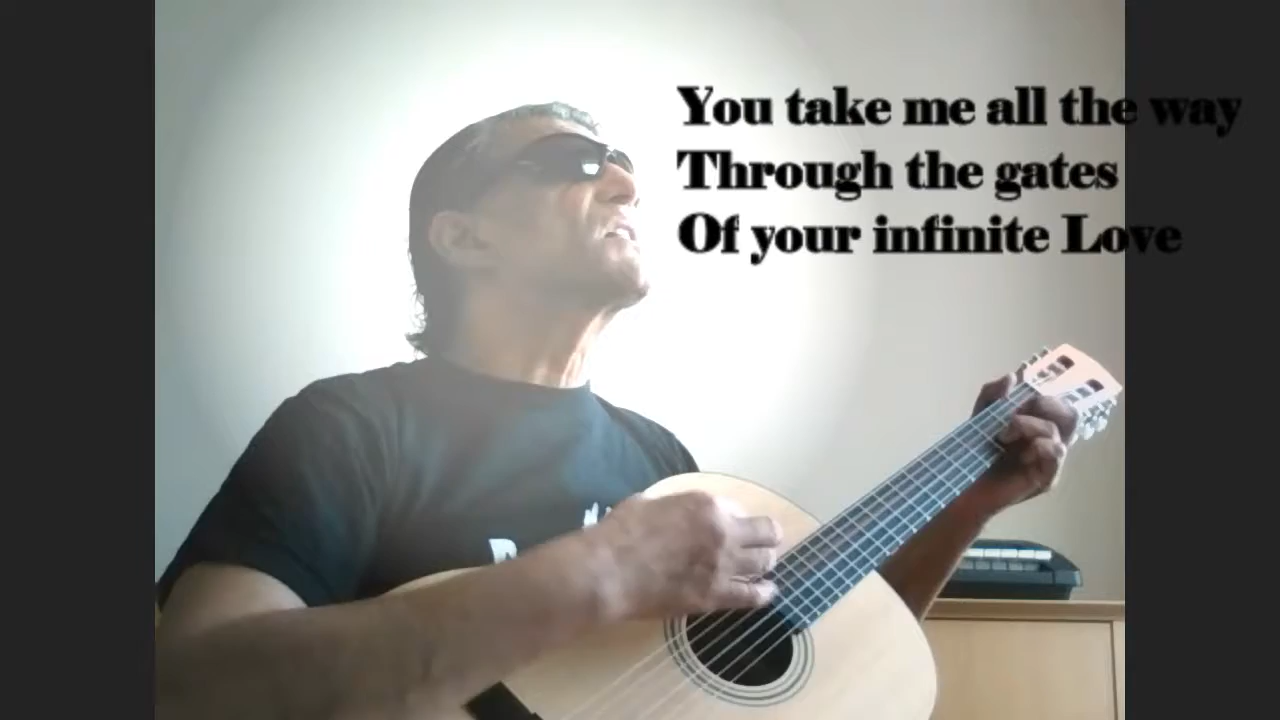 You take me all the way
Through the gates
Of your infinite Love